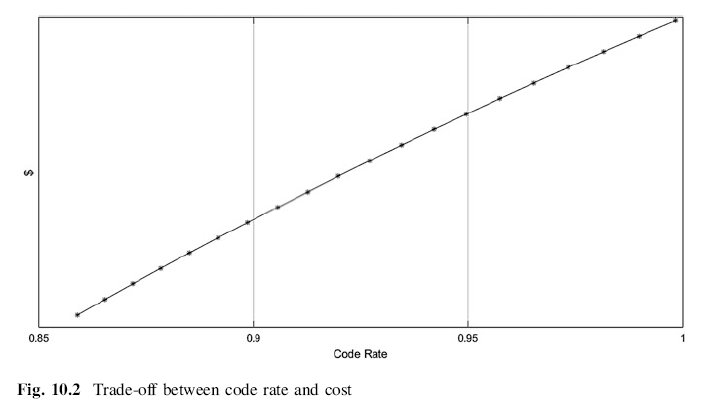 $
0.85 0.9 0.95 1
Code Rate
Fig. 10.2 Trade-off between code rate and cost